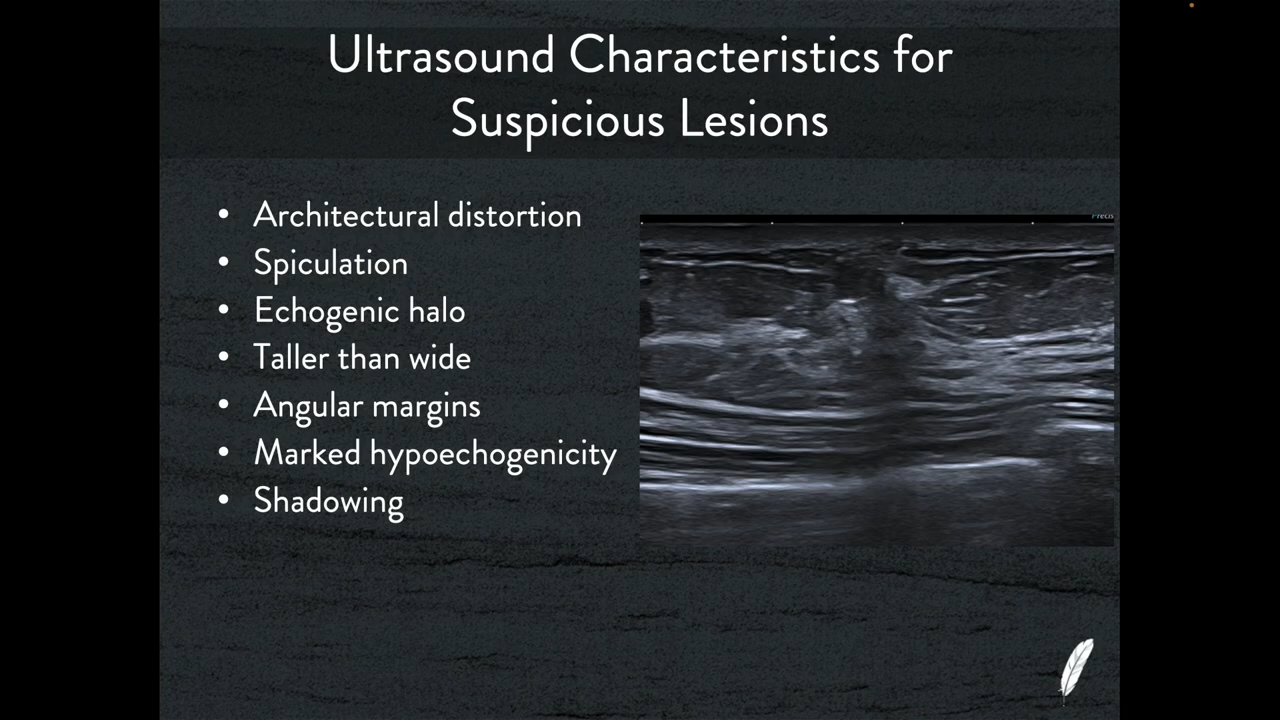 Ultrasound Characteristics for
Suspicious Lesions
• Architectural distortion
• Spiculation
• Echogenic halo
• Taller than wide
• Angular margins
• Marked hypoechogenicity
• Shadowing